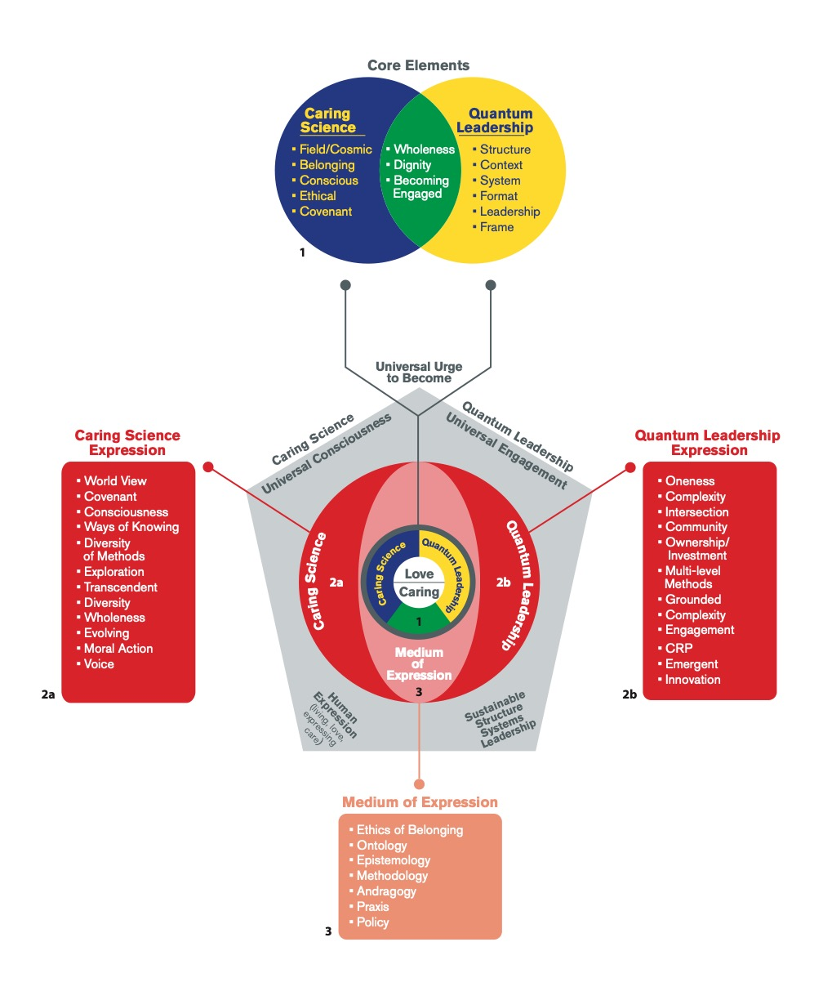 Core Elements
Caring
Science
▪ Field/Cosmic
▪ Belonging
▪ Conscious
▪ Ethical
▪ Covenant
▪ Wholeness
▪ Dignity
▪ Becoming
Engaged
Quantum
Leadership
▪ Structure
▪ Context
▪ System
▪ Format
▪ Leadership
▪ Frame
1
Universal Urge
to Become
Caring Science
Universal Consciousness
Quantum Leadership
Universal Engagement
Caring Science
Expression
▪ World View
▪ Covenant
▪ Consciousness
▪ Ways of Knowing
▪ Diversity
of Methods
▪ Exploration
▪ Transcendent
▪ Diversity
▪ Wholeness
▪ Evolving
▪ Moral Action
▪ Voice
2a
Caring Science
2a
Caring Science
Quantum Leadership
Love
Caring
1
Medium
of
Expression
3
2b
Quantum Leadership
Quantum Leadership
Expression
▪ Oneness
▪ Complexity
▪ Intersection
▪ Community
▪ Ownership/
Investment
▪ Multi-level
Methods
▪ Grounded
▪ Complexity
▪ Engagement
▪ CRP
▪ Emergent
▪ Innovation
2b
Human
Expression
(living, love,
expressing
care)
Sustainable
Structure
Systems
Leadership
Medium of Expression
▪ Ethics of Belonging
▪ Ontology
▪ Epistemology
▪ Methodology
▪ Andragogy
▪ Praxis
▪ Policy
3